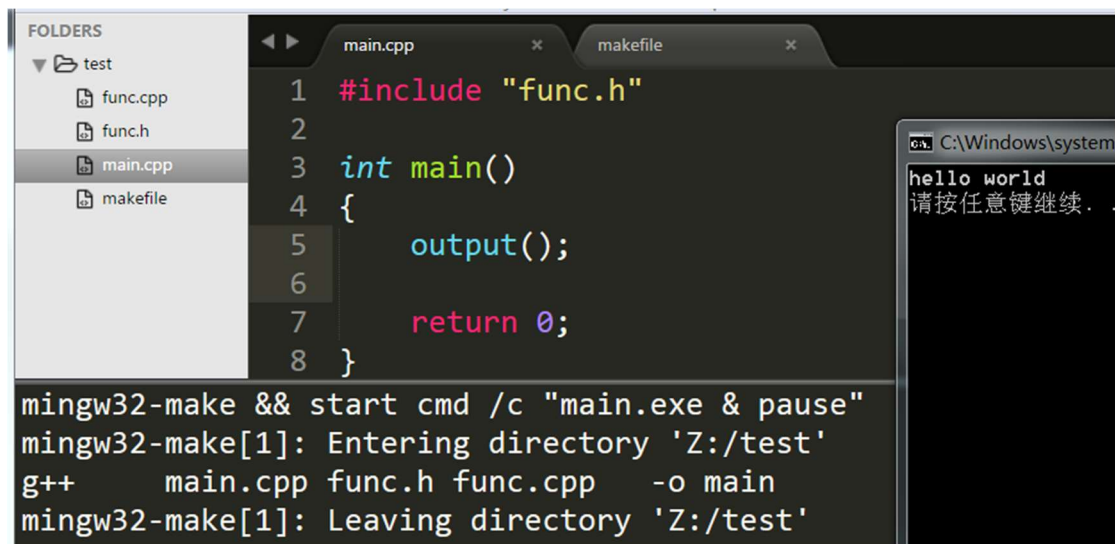 FOLDERS
test
func.cpp
func.h
main.cpp
makefile
main.cpp × makefile ×
1 #include "func.h"
2
3 int main()
4 {
5 output();
6
7 return 0;
8 }
C:\Windows\system
hello world
请按任意键继续. .
mingw32-make && start cmd /c "main.exe & pause"
mingw32-make[1]: Entering directory 'Z:/test'
g++ main.cpp func.h func.cpp -o main
mingw32-make[1]: Leaving directory 'Z:/test'